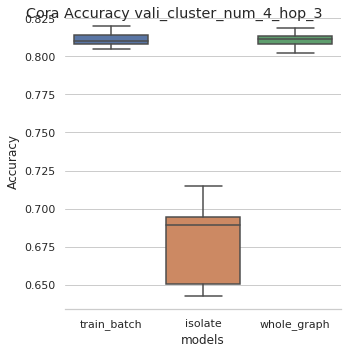 Cora Accuracy vali_cluster_num_4_hop_3
0.825
0.800
0.775
0.750
0.725
0.700
0.675
0.650
Accuracy
train_batch
isolate
whole_graph
models